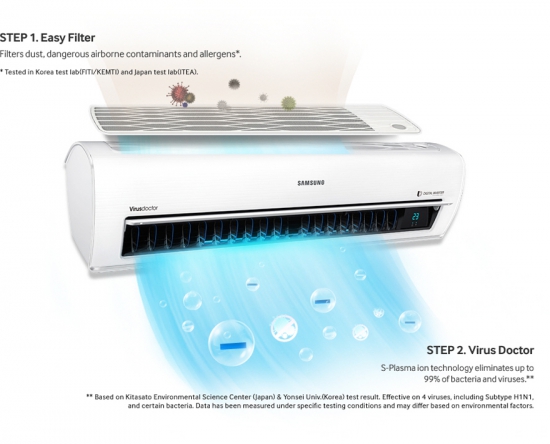 STEP 1. Easy Filter
Filters dust, dangerous airborne contaminants and allergens*.
* Tested in Korea test lab(FITI/KEMTI) and Japan test lab(ITEA).
SAMSUNG
DIGITAL INVERTER
Virusdoctor
23
STEP 2. Virus Doctor
S-Plasma ion technology eliminates up to
99% of bacteria and viruses.**
** Based on Kitasato Environmental Science Center (Japan) & Yonsei Univ.(Korea) test result. Effective on 4 viruses, including Subtype H1N1,
and certain bacteria. Data has been measured under specific testing conditions and may differ based on environmental factors.